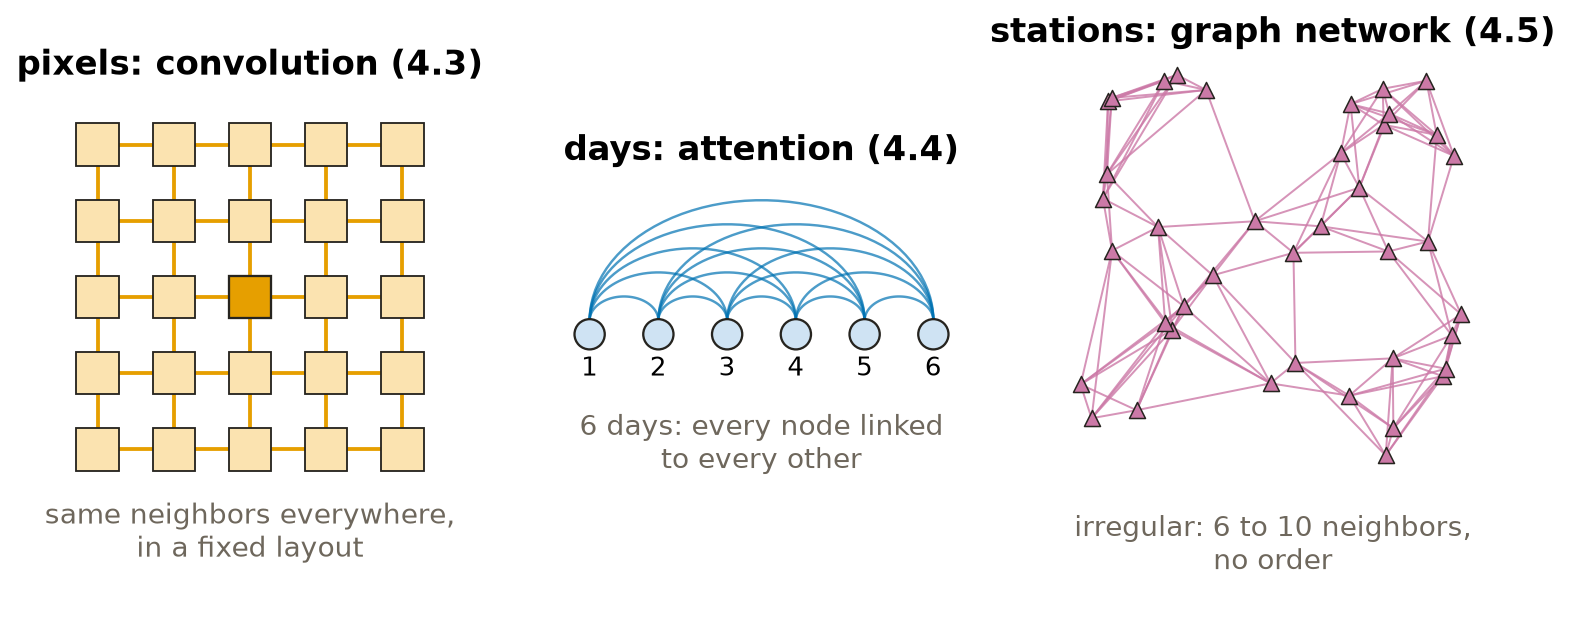 pixels: convolution (4.3)
same neighbors everywhere,
in a fixed layout
days: attention (4.4)
1 2 3 4 5 6
6 days: every node linked
to every other
stations: graph network (4.5)
irregular: 6 to 10 neighbors,
no order